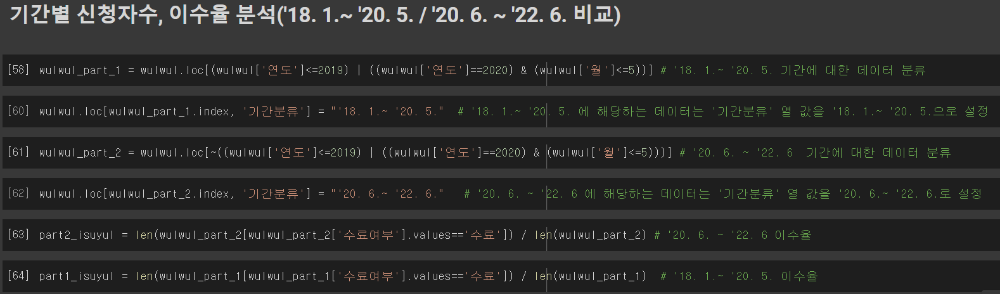 기간별 신청자수, 이수율 분석('18. 1.~ '20. 5. / '20. 6. ~ '22. 6. 비교)
[58] wulwul_part_1 = wulwul.loc[(wulwul['연도']<=2019) | ((wulwul['연도']==2020) & (wulwul['월']<=5))] # '18. 1.~ '20. 5. 기간에 대한 데이터 분류
[60] wulwul.loc[wulwul_part_1.index, '기간분류'] = "'18. 1.~ '20. 5."  # '18. 1.~ '20. 5. 에 해당하는 데이터는 '기간분류' 열 값을 '18. 1.~ '20. 5.으로 설정
[61] wulwul_part_2 = wulwul.loc[~((wulwul['연도']<=2019) | ((wulwul['연도']==2020) & (wulwul['월']<=5)))] # '20. 6. ~ '22. 6  기간에 대한 데이터 분류
[62] wulwul.loc[wulwul_part_2.index, '기간분류'] = "'20. 6.~ '22. 6."   # '20. 6. ~ '22. 6 에 해당하는 데이터는 '기간분류' 열 값을 '20. 6.~ '22. 6.로 설정
[63] part2_isuyul = len(wulwul_part_2[wulwul_part_2['수료여부'].values=='수료']) / len(wulwul_part_2) # '20. 6. ~ '22. 6 이수율
[64] part1_isuyul = len(wulwul_part_1[wulwul_part_1['수료여부'].values=='수료']) / len(wulwul_part_1)  # '18. 1.~ '20. 5. 이수율